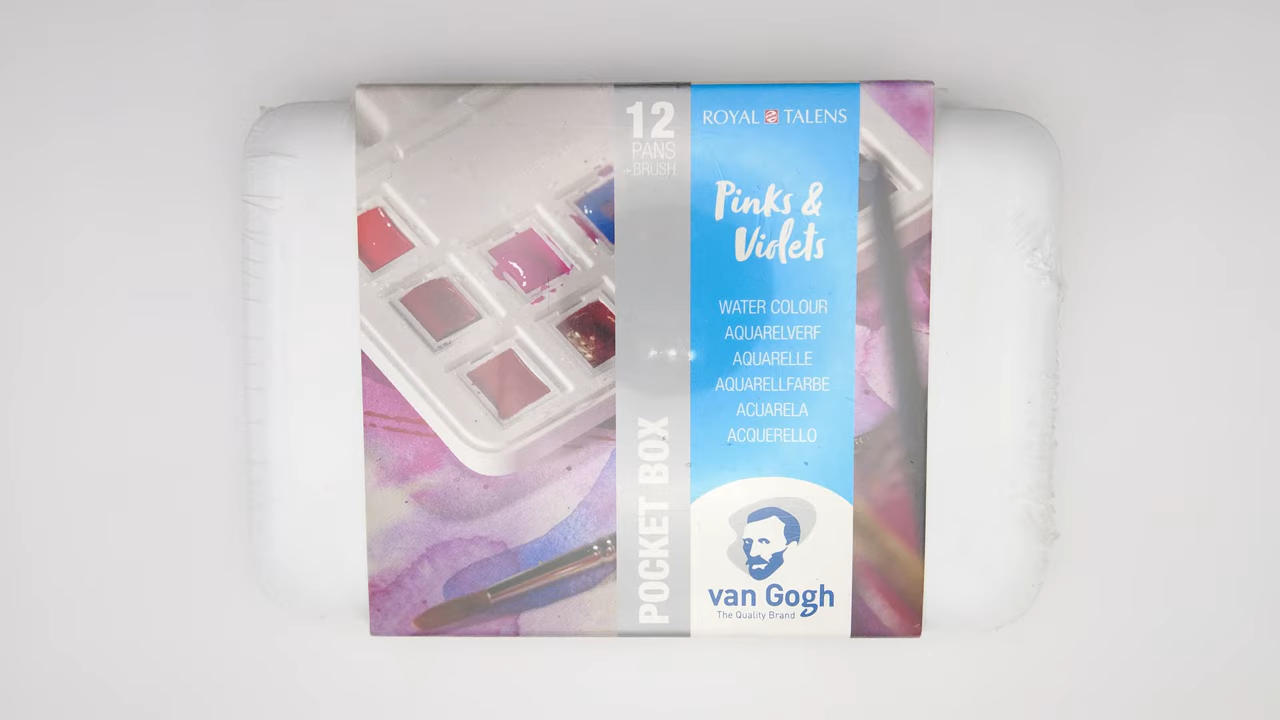 12
PANS
+BRUSH
POCKET BOX
ROYAL TALENS
Pinks &
Violets
WATER COLOUR
AQUARELVERF
AQUARELLE
AQUARELLFARBE
ACUARELA
ACQUERELLO
van Gogh
The Quality Brand